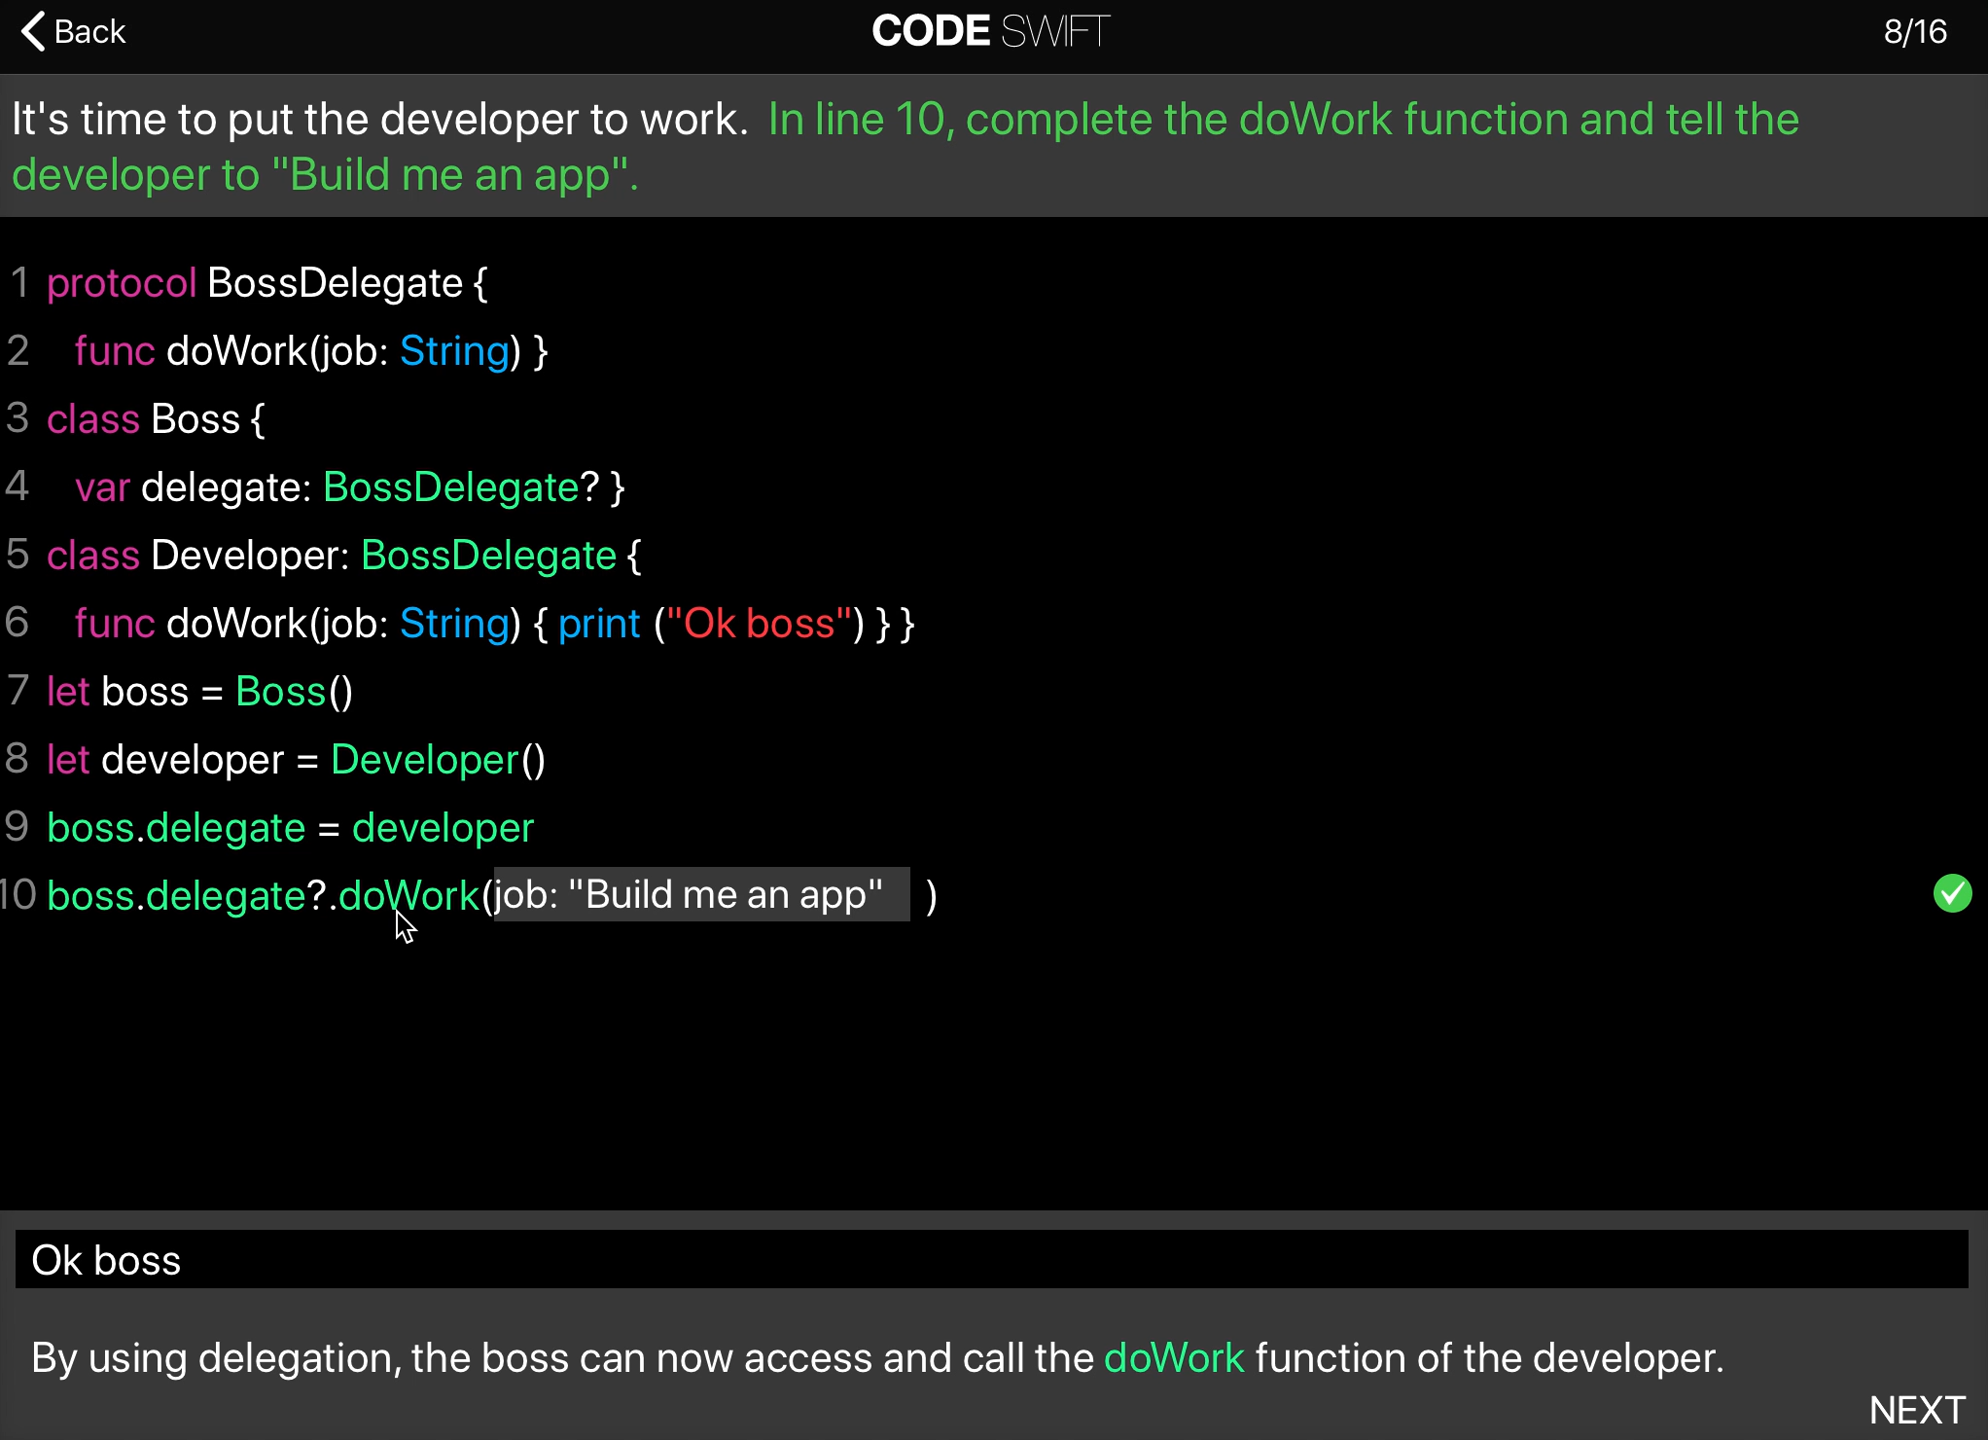 Back
CODE SWIFT
8/16
It's time to put the developer to work. In line 10, complete the doWork function and tell the
developer to "Build me an app".
1 protocol BossDelegate {
2 func doWork(job: String) }
3 class Boss {
4 var delegate: BossDelegate? }
5 class Developer: BossDelegate {
6 func doWork(job: String) { print ("Ok boss") } }
7 let boss = Boss()
8 let developer = Developer()
9 boss.delegate = developer
10 boss.delegate?.doWork(job: "Build me an app" )
Ok boss
By using delegation, the boss can now access and call the doWork function of the developer.
NEXT